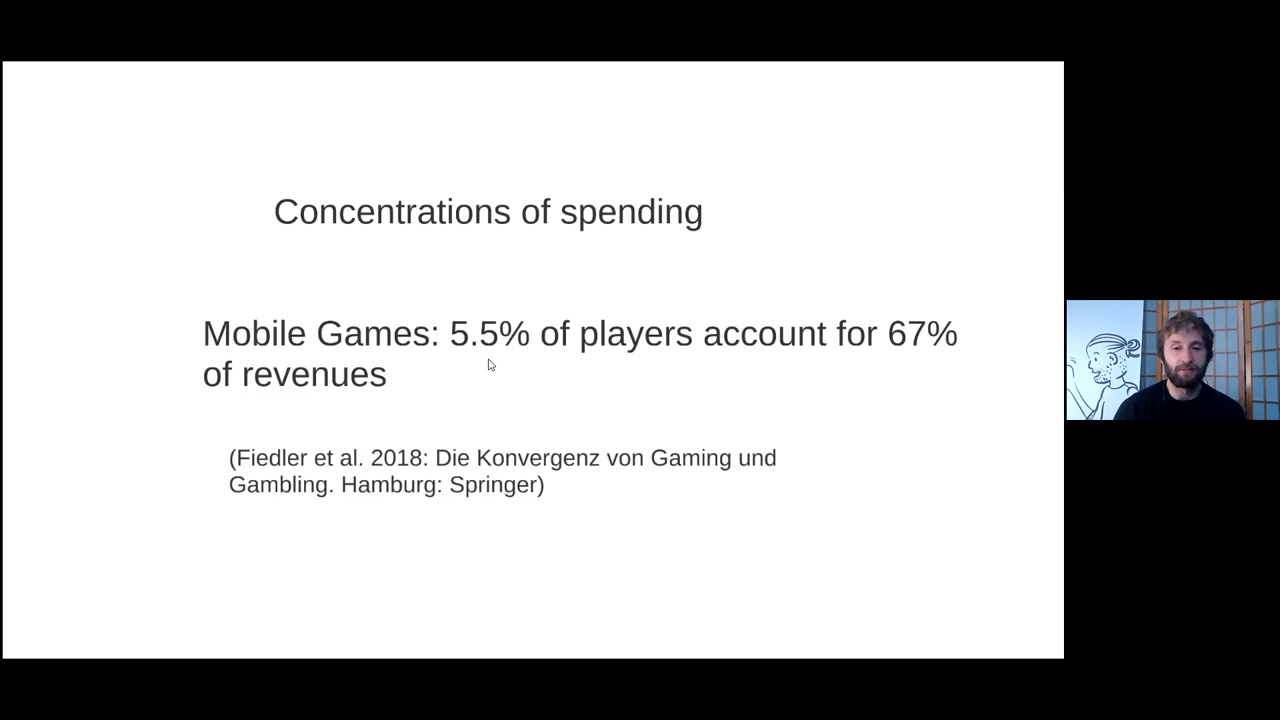 Concentrations of spending
Mobile Games: 5.5% of players account for 67%
of revenues
(Fiedler et al. 2018: Die Konvergenz von Gaming und
Gambling. Hamburg: Springer)